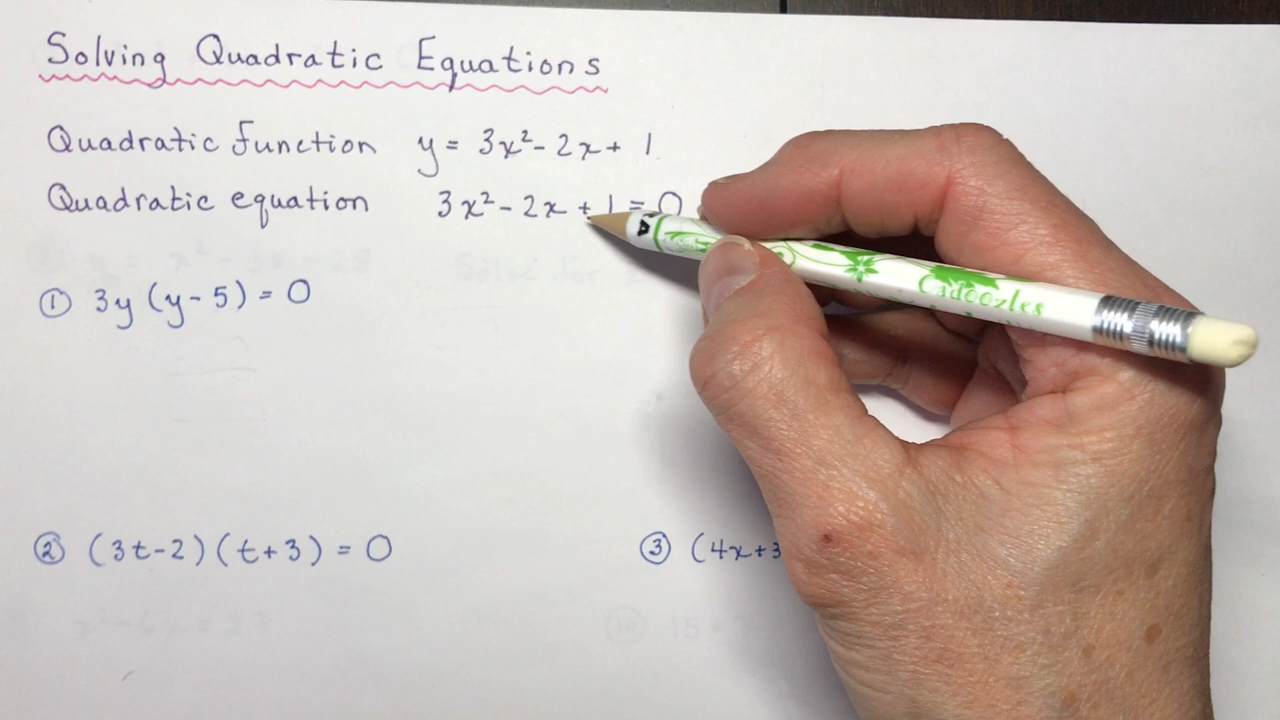 Solving Quadratic Equations
Quadratic function y = 3x² - 2x + 1
Quadratic equation 3x² - 2x + 1 = 0
① 3y (y - 5) = 0
Cadoozles
② (3t - 2)(t + 3) = 0
③ (4x + 3